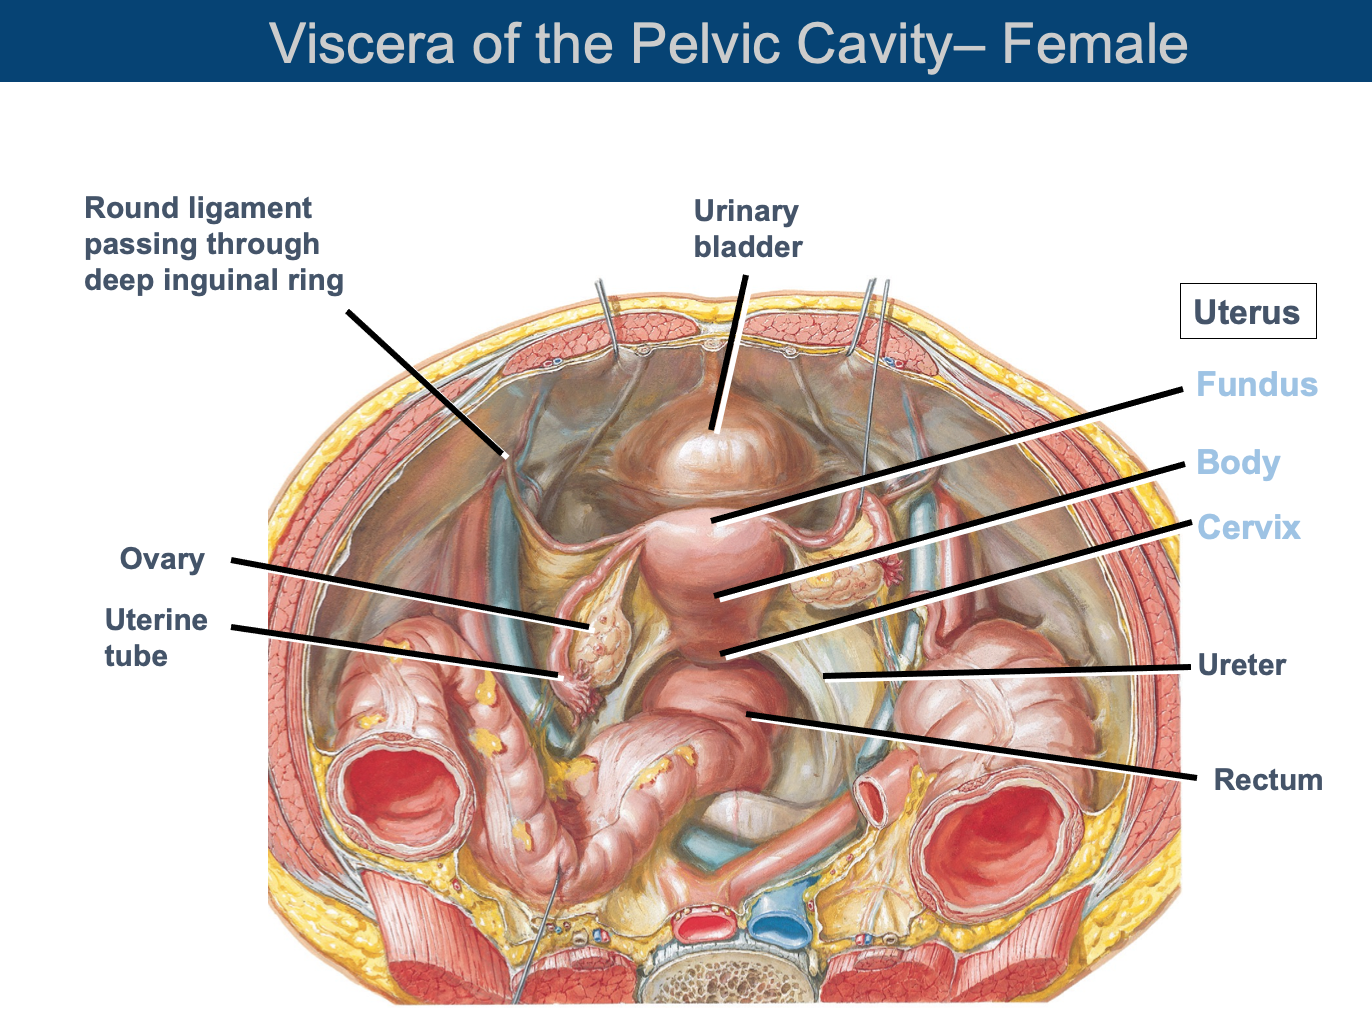 Viscera of the Pelvic Cavity– Female
Round ligament
passing through
deep inguinal ring
Urinary
bladder
Uterus
Fundus
Body
Cervix
Ovary
Uterine
tube
Ureter
Rectum